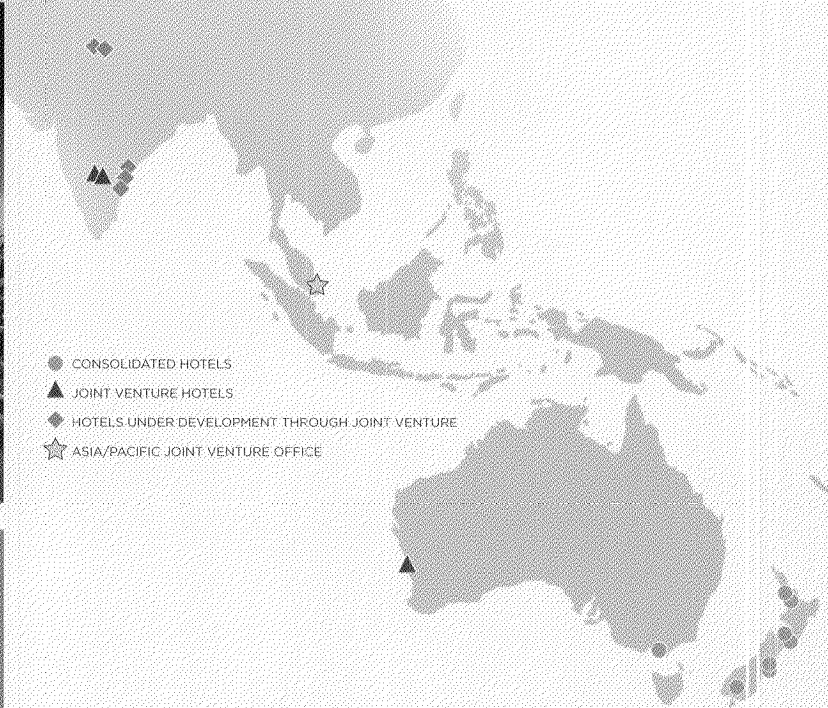 CONSOLIDATED HOTELS
JOINT VENTURE HOTELS
HOTELS UNDER DEVELOPMENT THROUGH JOINT VENTURE
ASIA/PACIFIC JOINT VENTURE OFFICE